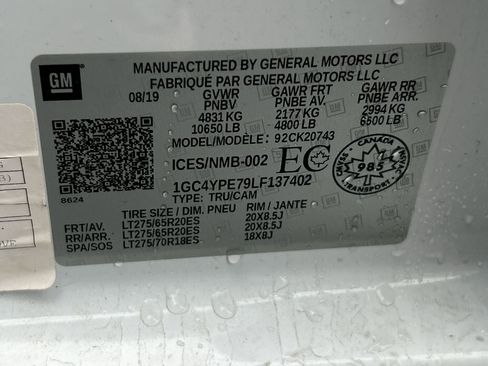 GM
MANUFACTURED BY GENERAL MOTORS LLC
FABRIQUÉ PAR GENERAL MOTORS LLC
08/19 GVWR GAWR FRT GAWR RR
PNBV PNBE AV. PNBE ARR.
4831 KG 2177 KG 2994 KG
10650 LB 4800 LB 6600 LB
MODEL/MODÈLE: 92CK20743
ICES/NMB-002 EC
CANADA
985
1GC4YPE79LF137402
8624
TYPE: TRU/CAM
TIRE SIZE / DIM. PNEU RIM / JANTE
FRT/AV. LT275/65R20ES 20X8.5J
RR/ARR. LT275/65R20ES 20X8.5J
SPA/SOS LT275/70R18ES 18X8J